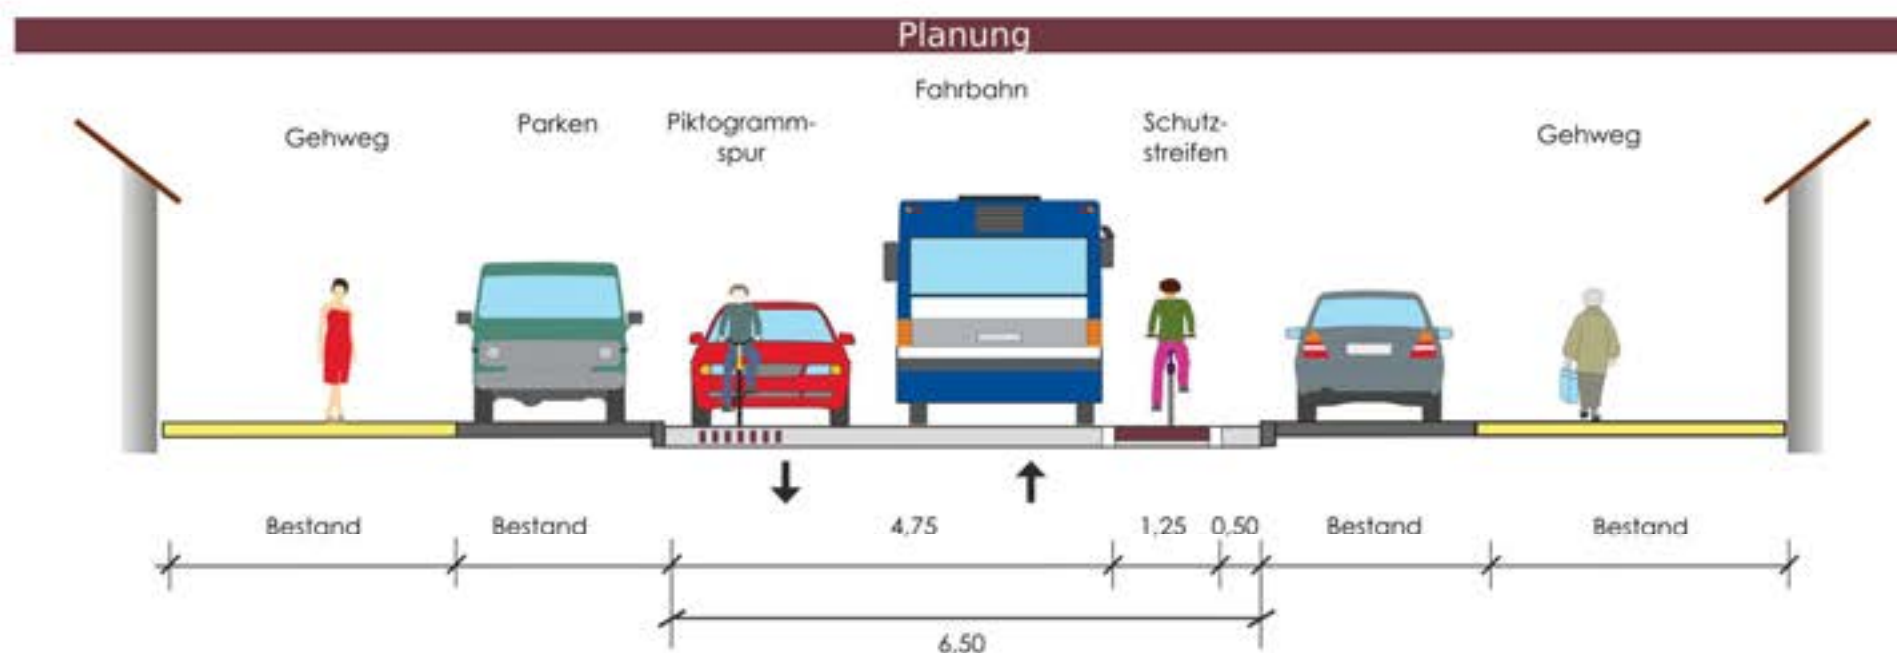 Planung
Fahrbahn
Gehweg
Parken
Piktogramm-
spur
Schutz-
streifen
Gehweg
Bestand
Bestand
4,75
1,25
0,50
Bestand
Bestand
6,50